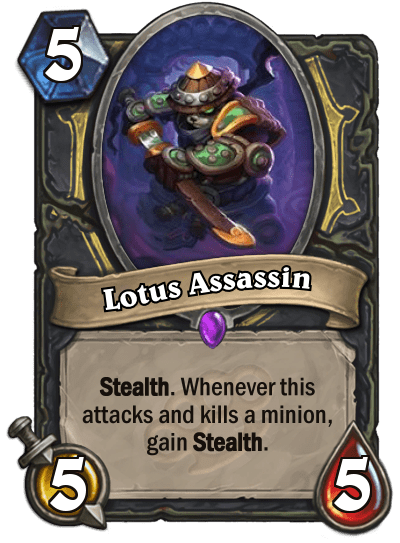 5
Lotus Assassin
Stealth. Whenever this
attacks and kills a minion,
gain Stealth.
5
5